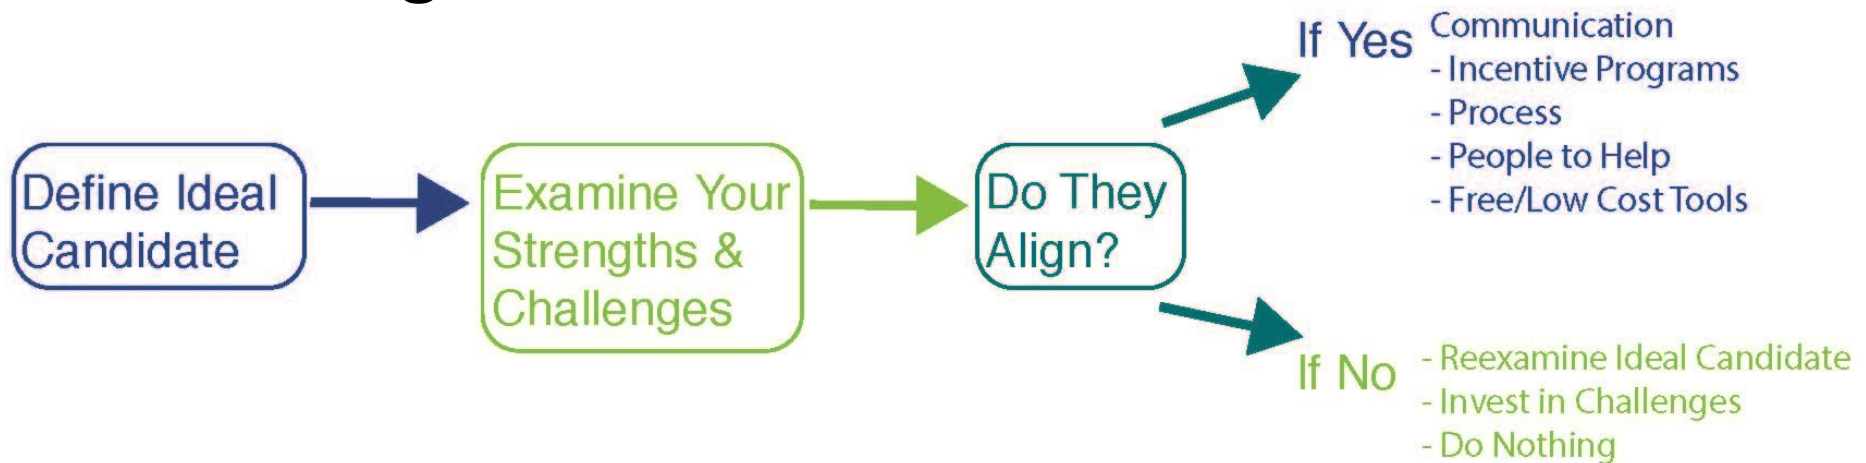 Define Ideal
Candidate
Examine Your
Strengths &
Challenges
Do They
Align?
If Yes
Communication
- Incentive Programs
- Process
- People to Help
- Free/Low Cost Tools
If No
- Reexamine Ideal Candidate
- Invest in Challenges
- Do Nothing